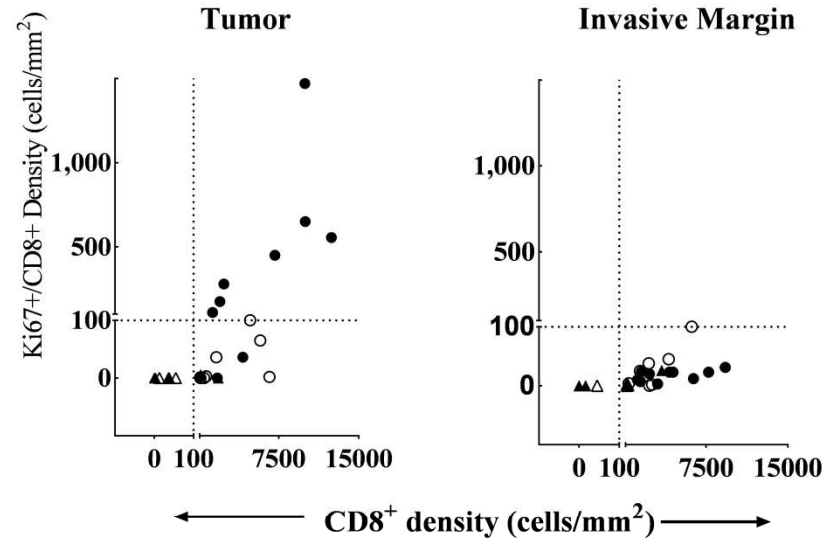 Tumor
Invasive Margin
Ki67+/CD8+ Density (cells/mm²)
1,000
500
100
0
0 100 7500 15000
1,000
500
100
0
0 100 7500 15000
CD8⁺ density (cells/mm²)